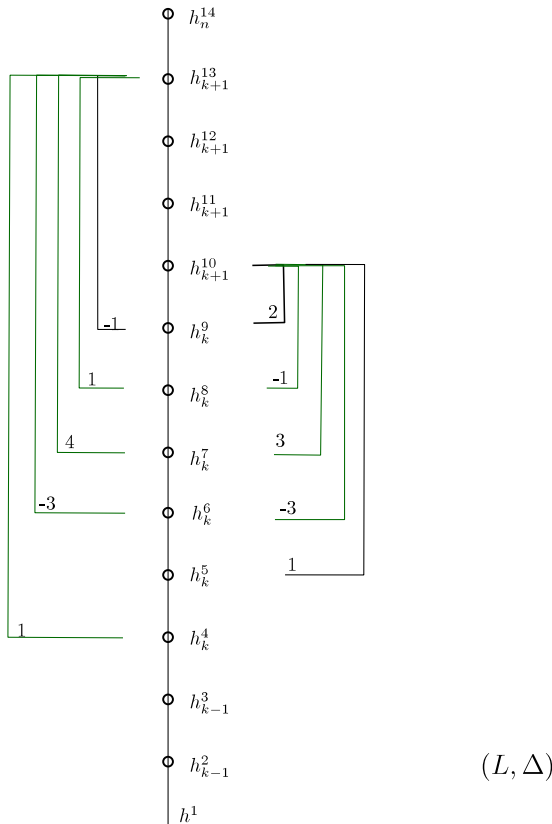 $h_n^{14}$
$h_{k+1}^{13}$
$h_{k+1}^{12}$
$h_{k+1}^{11}$
$h_{k+1}^{10}$
2
-1 $h_k^9$
1 $h_k^8$ -1
4 $h_k^7$ 3
-3 $h_k^6$ -3
$h_k^5$ 1
1 $h_k^4$
$h_{k-1}^3$
$h_{k-1}^2$ $(L, \Delta)$
$h^1$